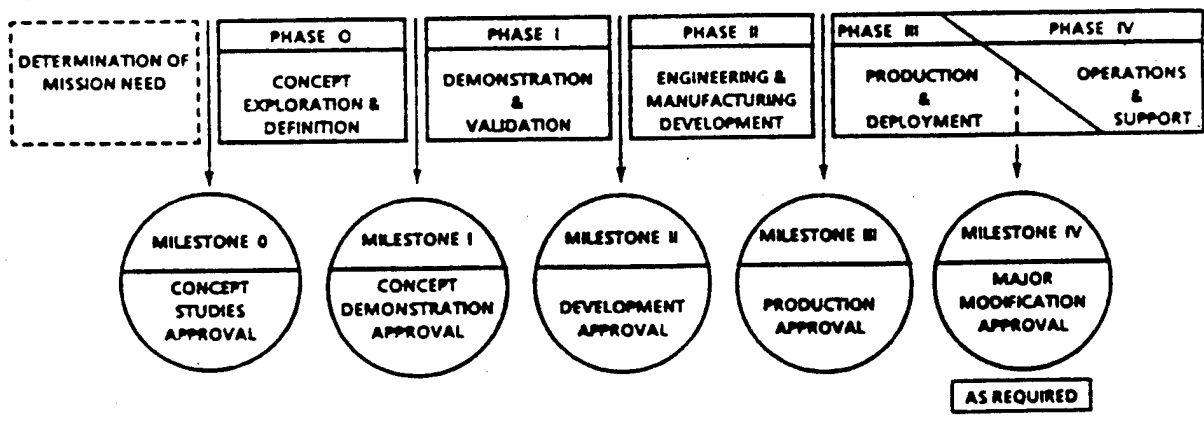 DETERMINATION OF
MISSION NEED
PHASE 0
CONCEPT
EXPLORATION &
DEFINITION
PHASE I
DEMONSTRATION
&
VALIDATION
PHASE II
ENGINEERING &
MANUFACTURING
DEVELOPMENT
PHASE III
PRODUCTION
&
DEPLOYMENT
PHASE IV
OPERATIONS
&
SUPPORT
MILESTONE 0
CONCEPT
STUDIES
APPROVAL
MILESTONE I
CONCEPT
DEMONSTRATION
APPROVAL
MILESTONE II
DEVELOPMENT
APPROVAL
MILESTONE III
PRODUCTION
APPROVAL
MILESTONE IV
MAJOR
MODIFICATION
APPROVAL
AS REQUIRED